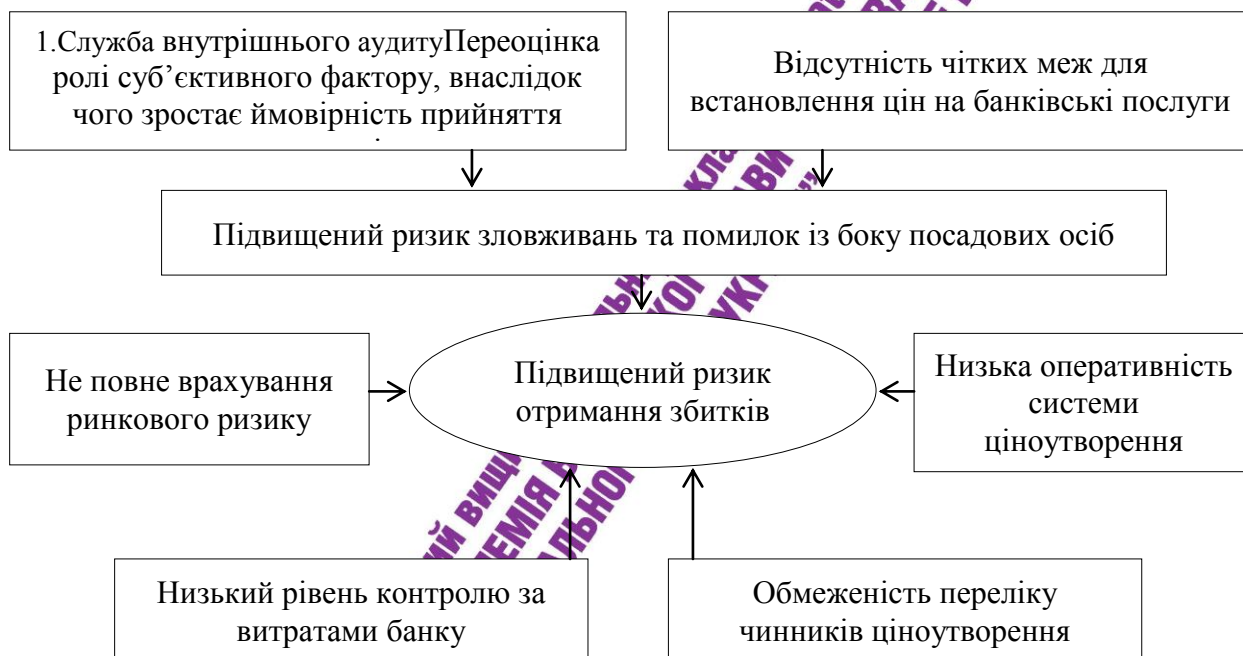 1.Служба внутрішнього аудитуПереоцінка
ролі суб’єктивного фактору, внаслідок
чого зростає ймовірність прийняття
Відсутність чітких меж для
встановлення цін на банківські послуги
Підвищений ризик зловживань та помилок із боку посадових осіб
Не повне врахування
ринкового ризику
Підвищений ризик
отримання збитків
Низька оперативність
системи
ціноутворення
Низький рівень контролю за
витратами банку
Обмеженість переліку
чинників ціноутворення